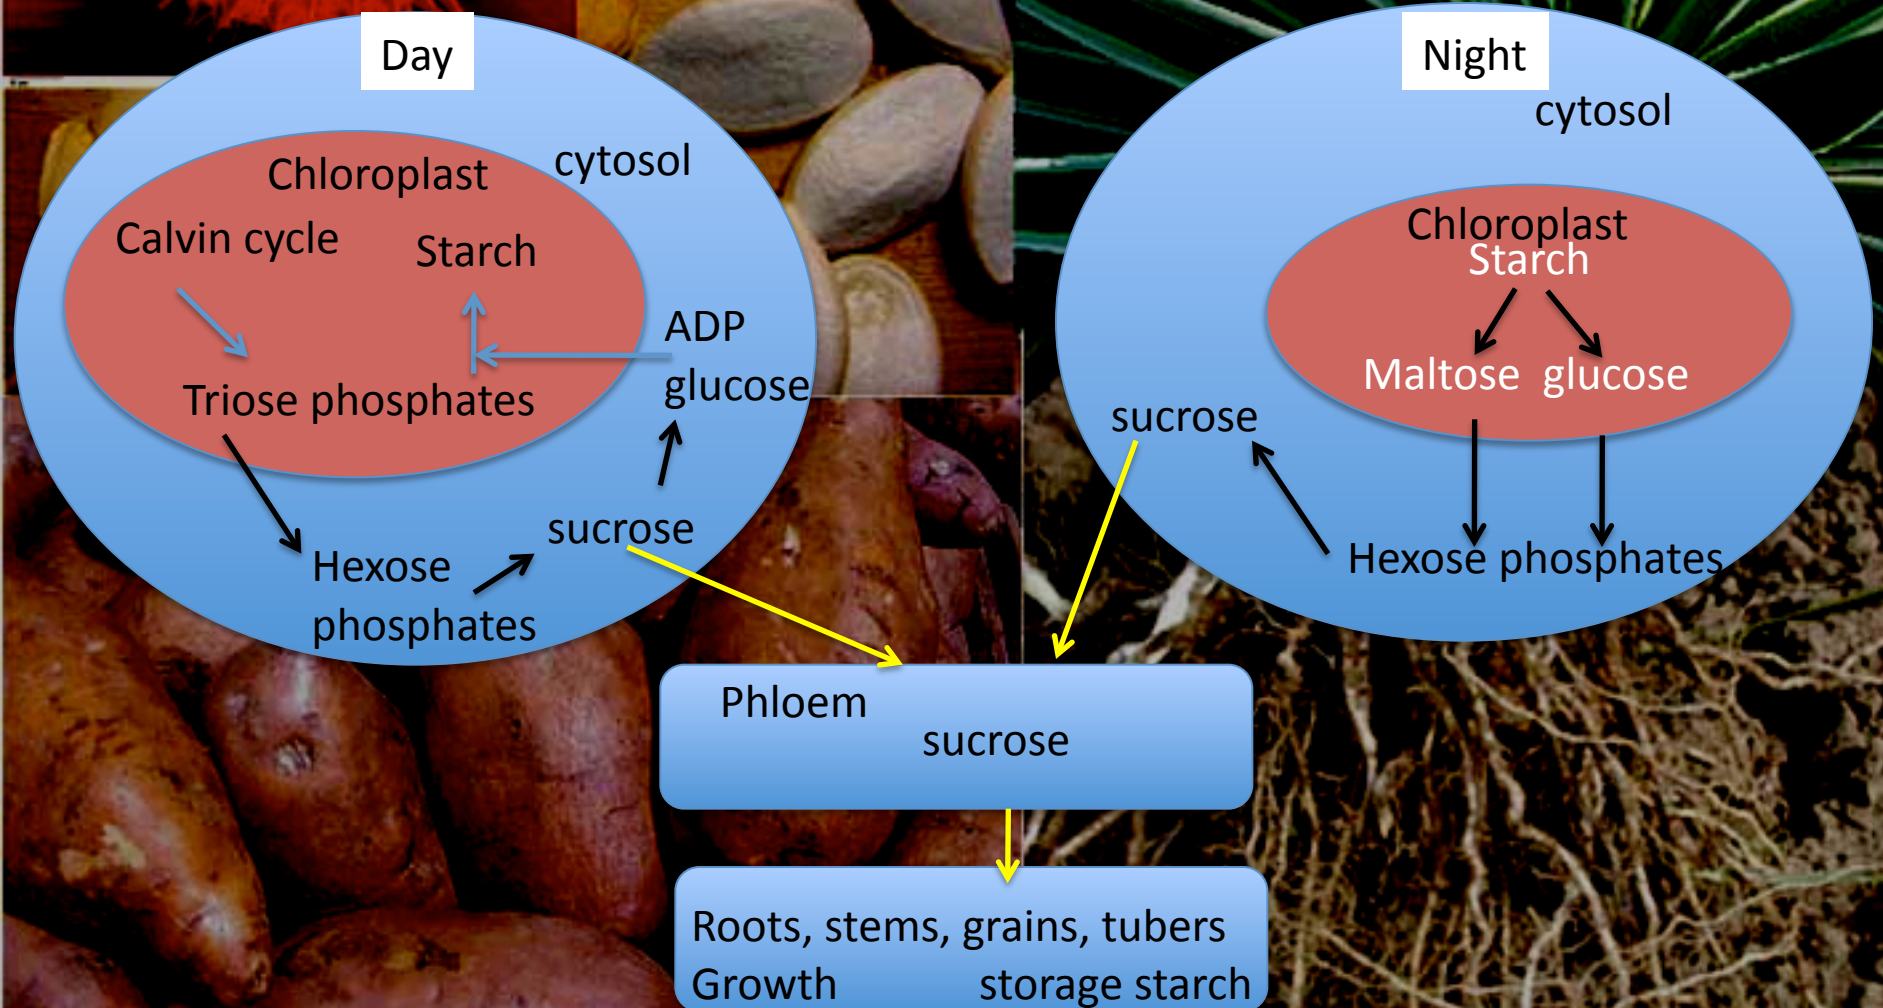 Day
Chloroplast
cytosol
Calvin cycle
Starch
ADP
glucose
Triose phosphates
sucrose
Hexose
phosphates
Night
cytosol
Chloroplast
Starch
Maltose glucose
sucrose
Hexose phosphates
Phloem
sucrose
Roots, stems, grains, tubers
Growth storage starch